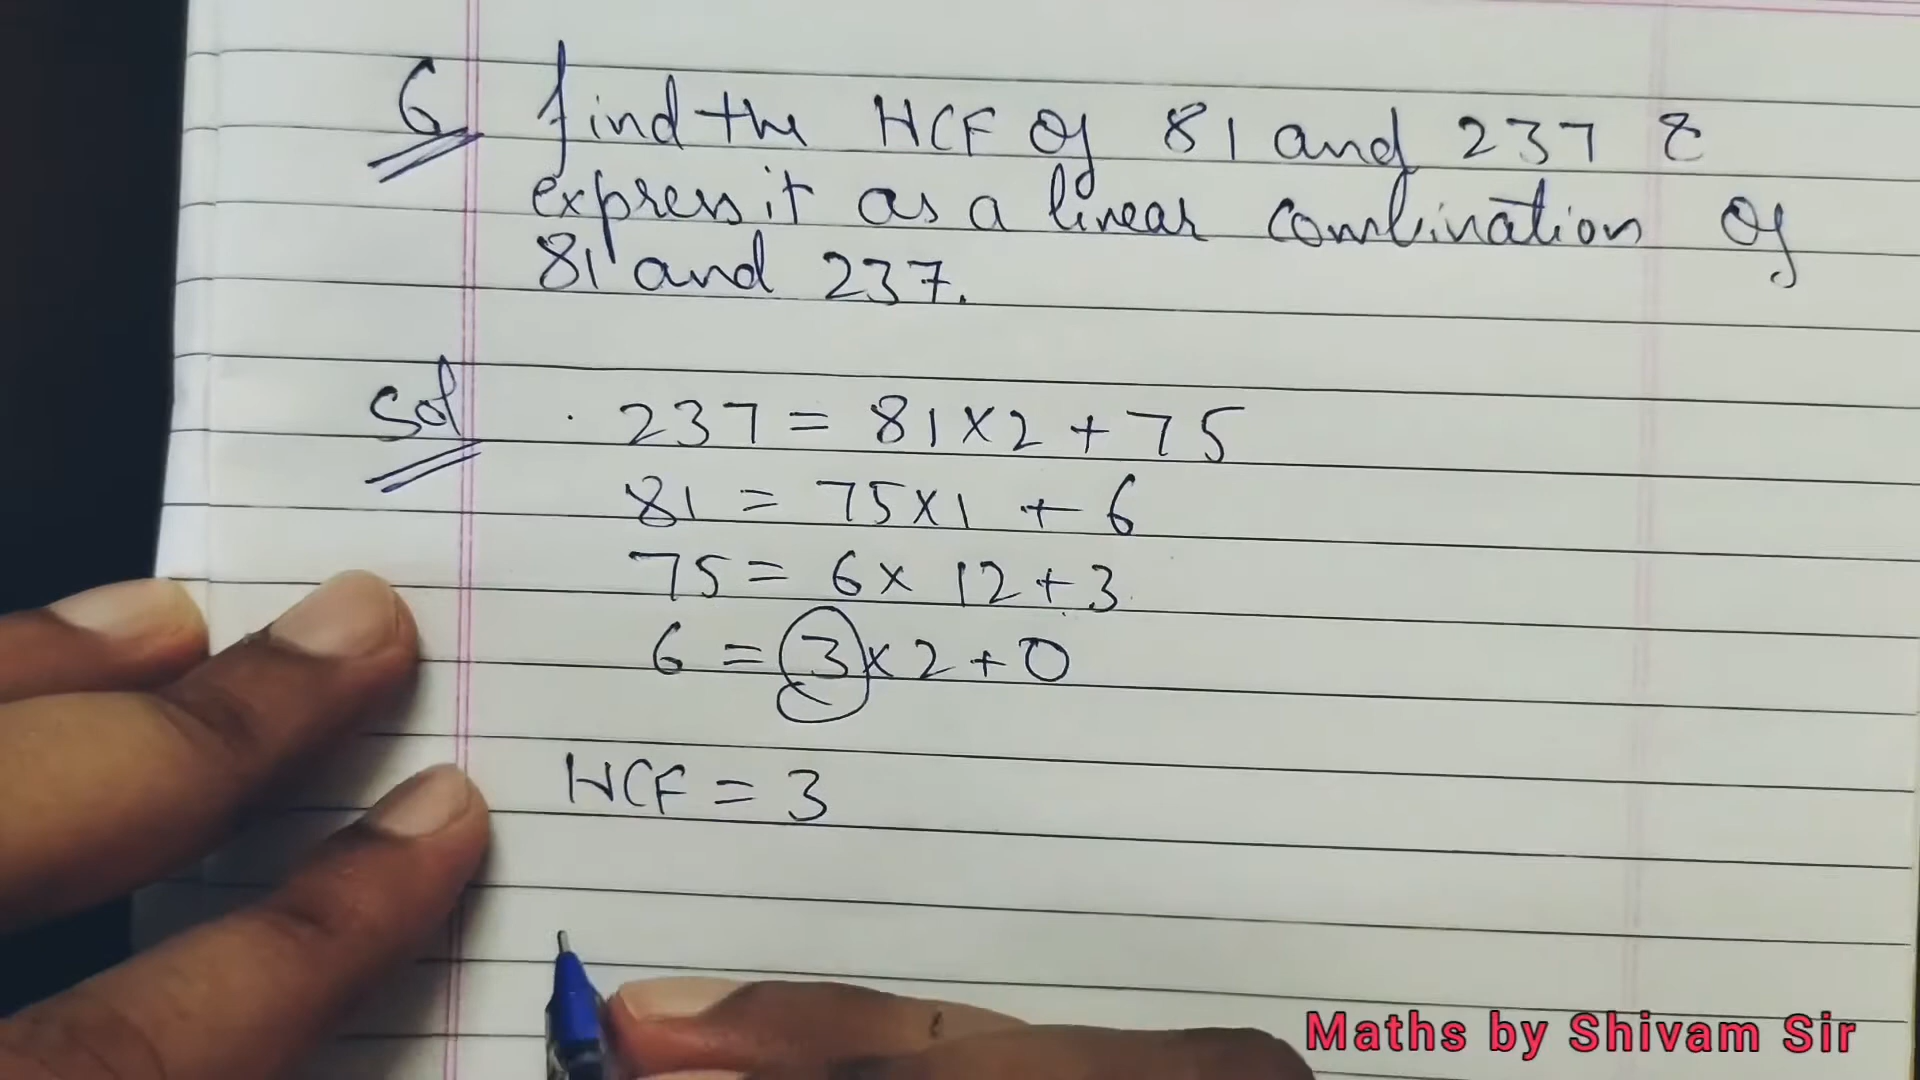 6 find the HCF of 81 and 237 &
express it as a linear combination of
81 and 237.
Sol . 237 = 81 × 2 + 75
81 = 75 × 1 + 6
75 = 6 × 12 + 3
6 = 3 × 2 + 0
HCF = 3
Maths by Shivam Sir